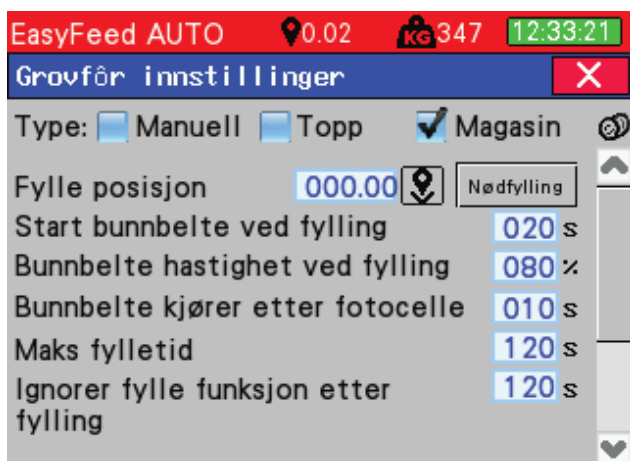 EasyFeed AUTO 0.02 KG 347 12:33:21
Grovfôr innstillinger X
Type: Manuell Topp Magasin
Fylle posisjon 000.00 Nødfylling
Start bunnbelte ved fylling 020 s
Bunnbelte hastighet ved fylling 080 %
Bunnbelte kjører etter fotocelle 010 s
Maks fylletid 120 s
Ignorer fylle funksjon etter 120 s
fylling